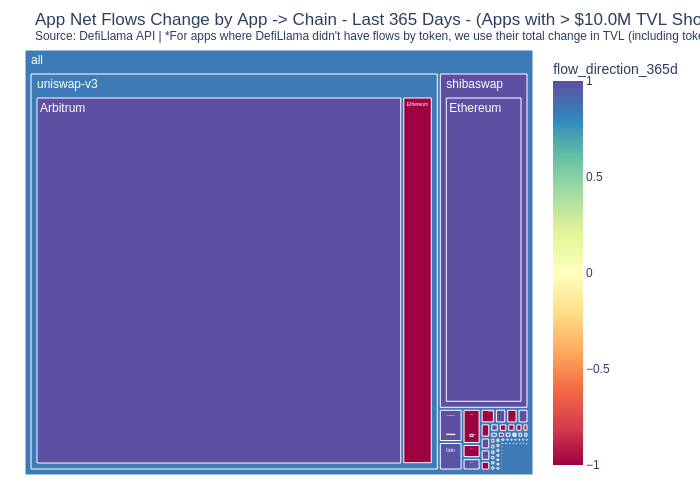 App Net Flows Change by App -> Chain - Last 365 Days - (Apps with > $10.0M TVL Sho
Source: DefiLlama API | *For apps where DefiLlama didn't have flows by token, we use their total change in TVL (including toke
all
uniswap-v3
Arbitrum
Ethereum
shibaswap
Ethereum
lido
flow_direction_365d
1
0.5
0
−0.5
−1